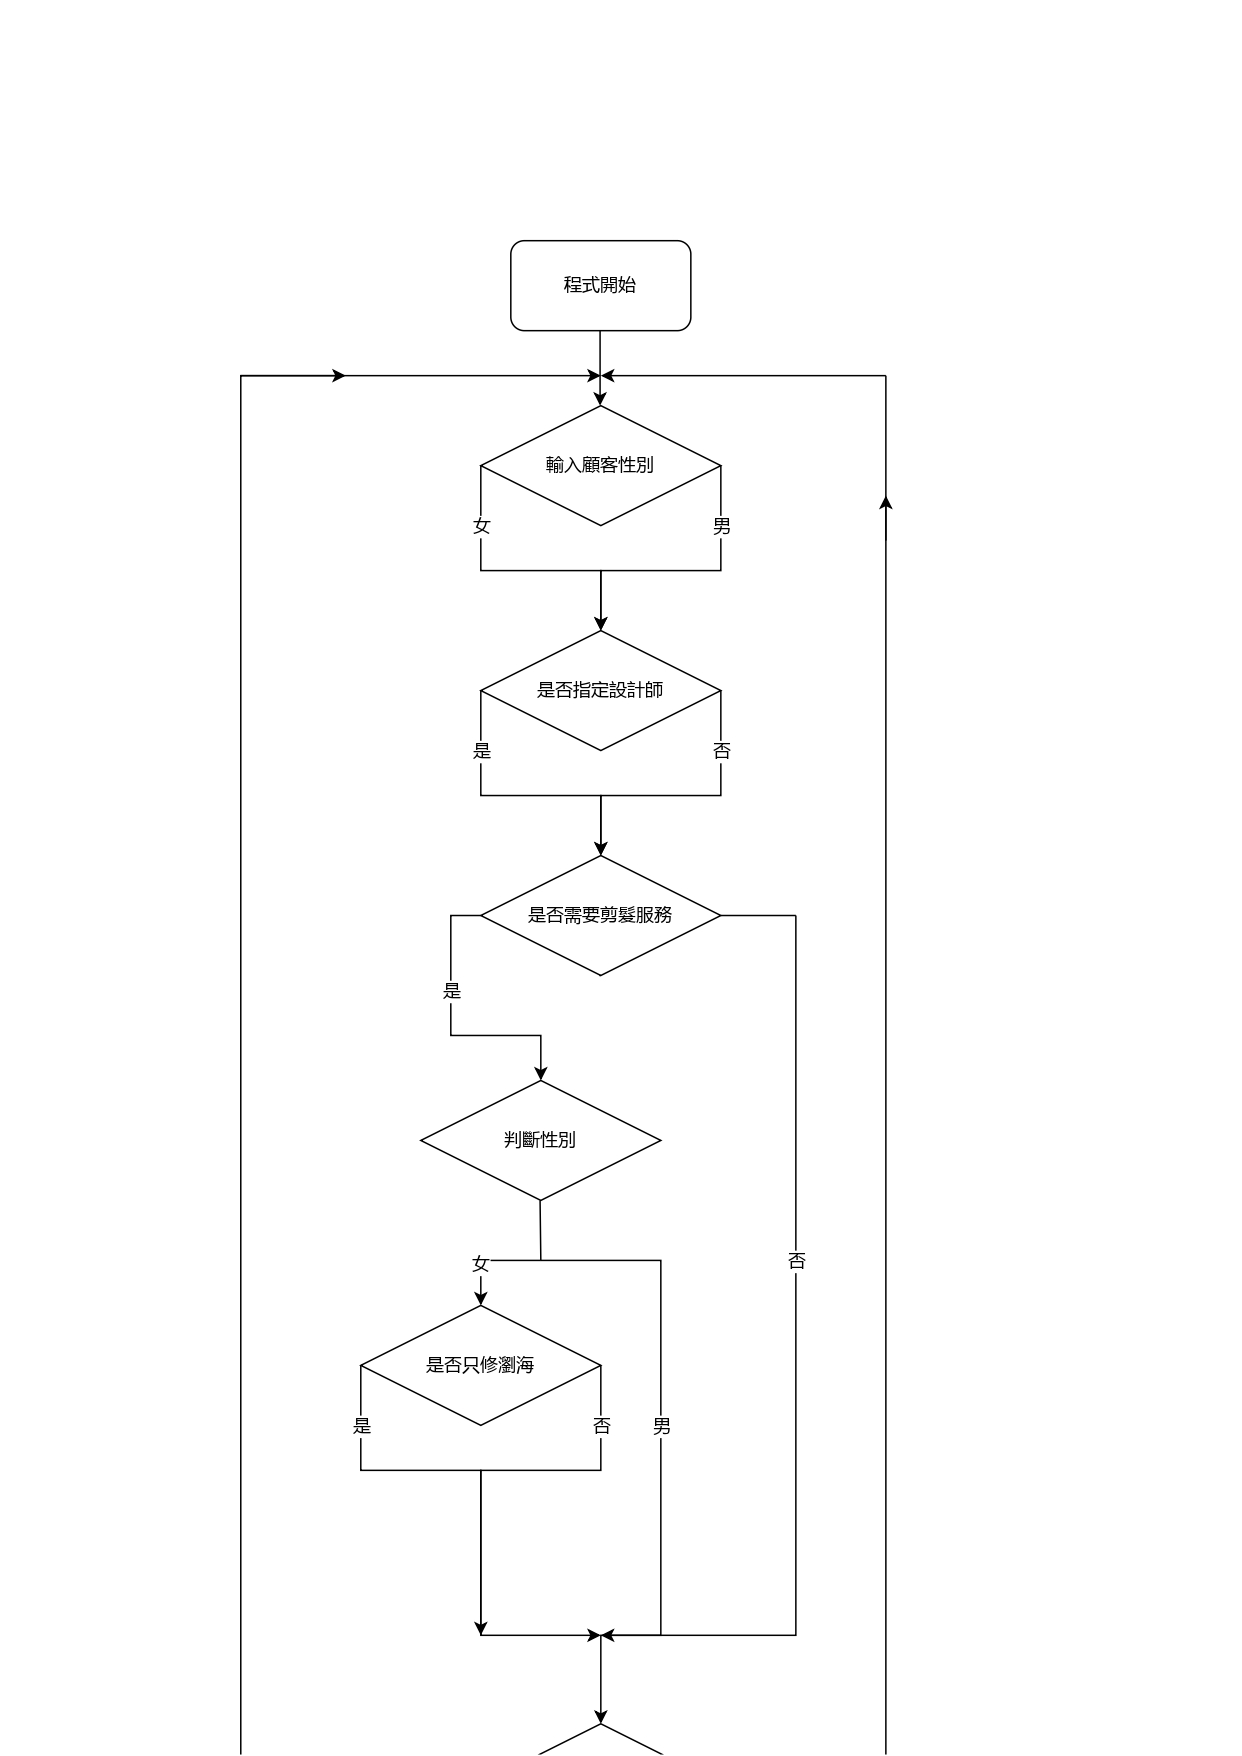 程式開始
輸入顧客性別
女
男
是否指定設計師
是
否
是否需要剪髮服務
是
判斷性別
女
否
是否只修瀏海
是
否
男